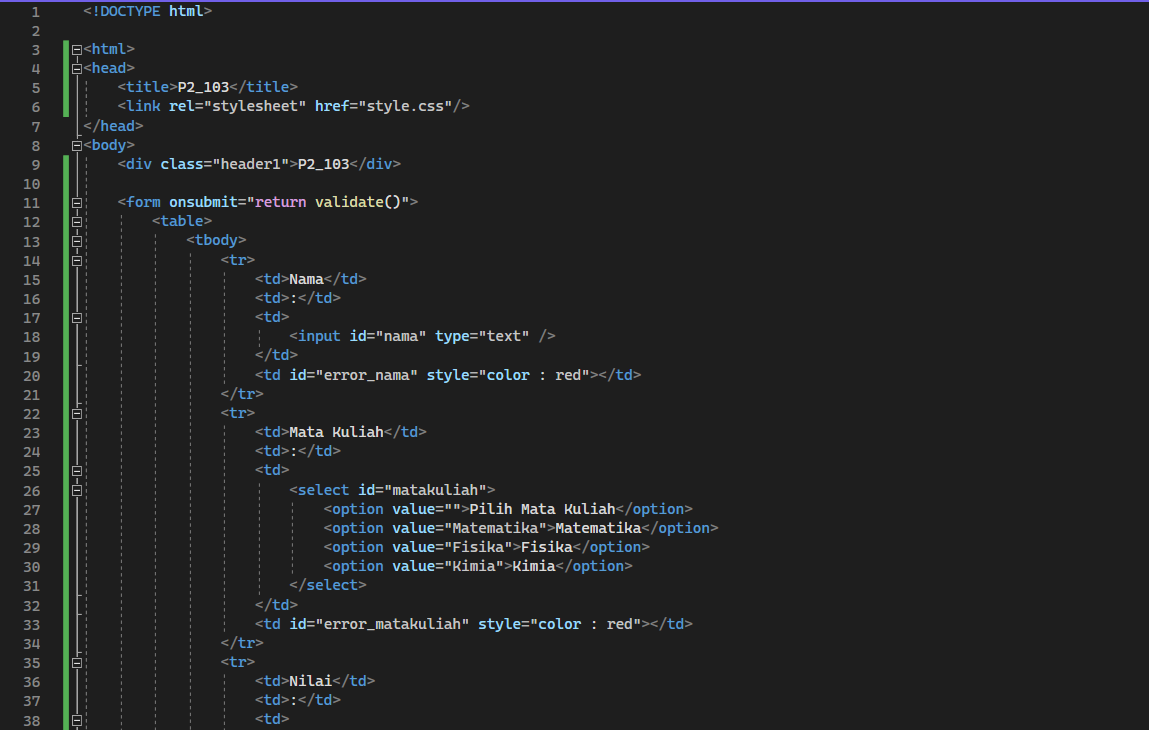 1 <!DOCTYPE html>
2
3 <html>
4 <head>
5 <title>P2_103</title>
6 <link rel="stylesheet" href="style.css"/>
7 </head>
8 <body>
9 <div class="header1">P2_103</div>
10
11 <form onsubmit="return validate()">
12 <table>
13 <tbody>
14 <tr>
15 <td>Nama</td>
16 <td>:</td>
17 <td>
18 <input id="nama" type="text" />
19 </td>
20 <td id="error_nama" style="color : red"></td>
21 </tr>
22 <tr>
23 <td>Mata Kuliah</td>
24 <td>:</td>
25 <td>
26 <select id="matakuliah">
27 <option value="">Pilih Mata Kuliah</option>
28 <option value="Matematika">Matematika</option>
29 <option value="Fisika">Fisika</option>
30 <option value="Kimia">Kimia</option>
31 </select>
32 </td>
33 <td id="error_matakuliah" style="color : red"></td>
34 </tr>
35 <tr>
36 <td>Nilai</td>
37 <td>:</td>
38 <td>